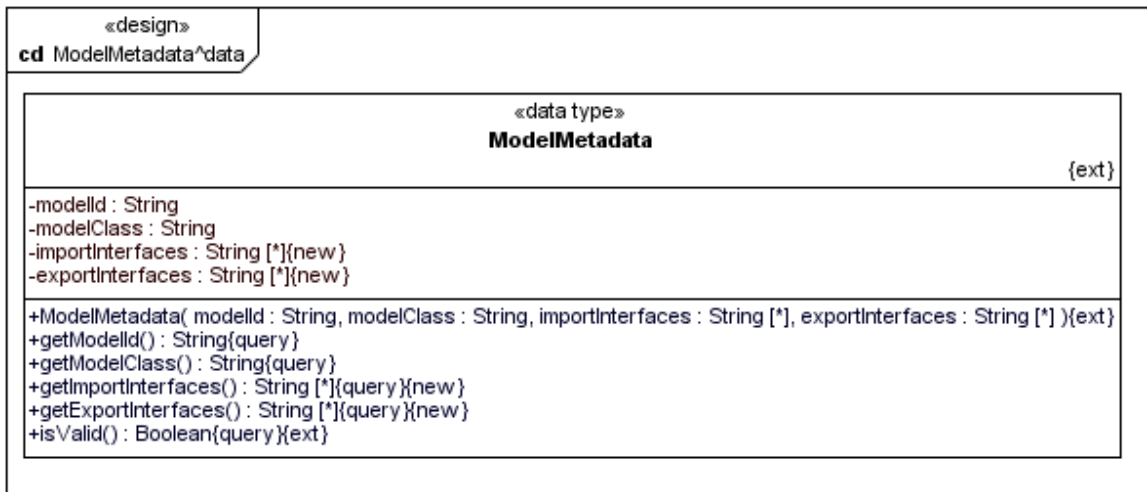 «design»
cd ModelMetadata^data
«data type»
ModelMetadata
{ext}
-modelId : String
-modelClass : String
-importInterfaces : String [*]{new}
-exportInterfaces : String [*]{new}
+ModelMetadata( modelId : String, modelClass : String, importInterfaces : String [*], exportInterfaces : String [*] ){ext}
+getModelId() : String{query}
+getModelClass() : String{query}
+getImportInterfaces() : String [*]{query}{new}
+getExportInterfaces() : String [*]{query}{new}
+isValid() : Boolean{query}{ext}